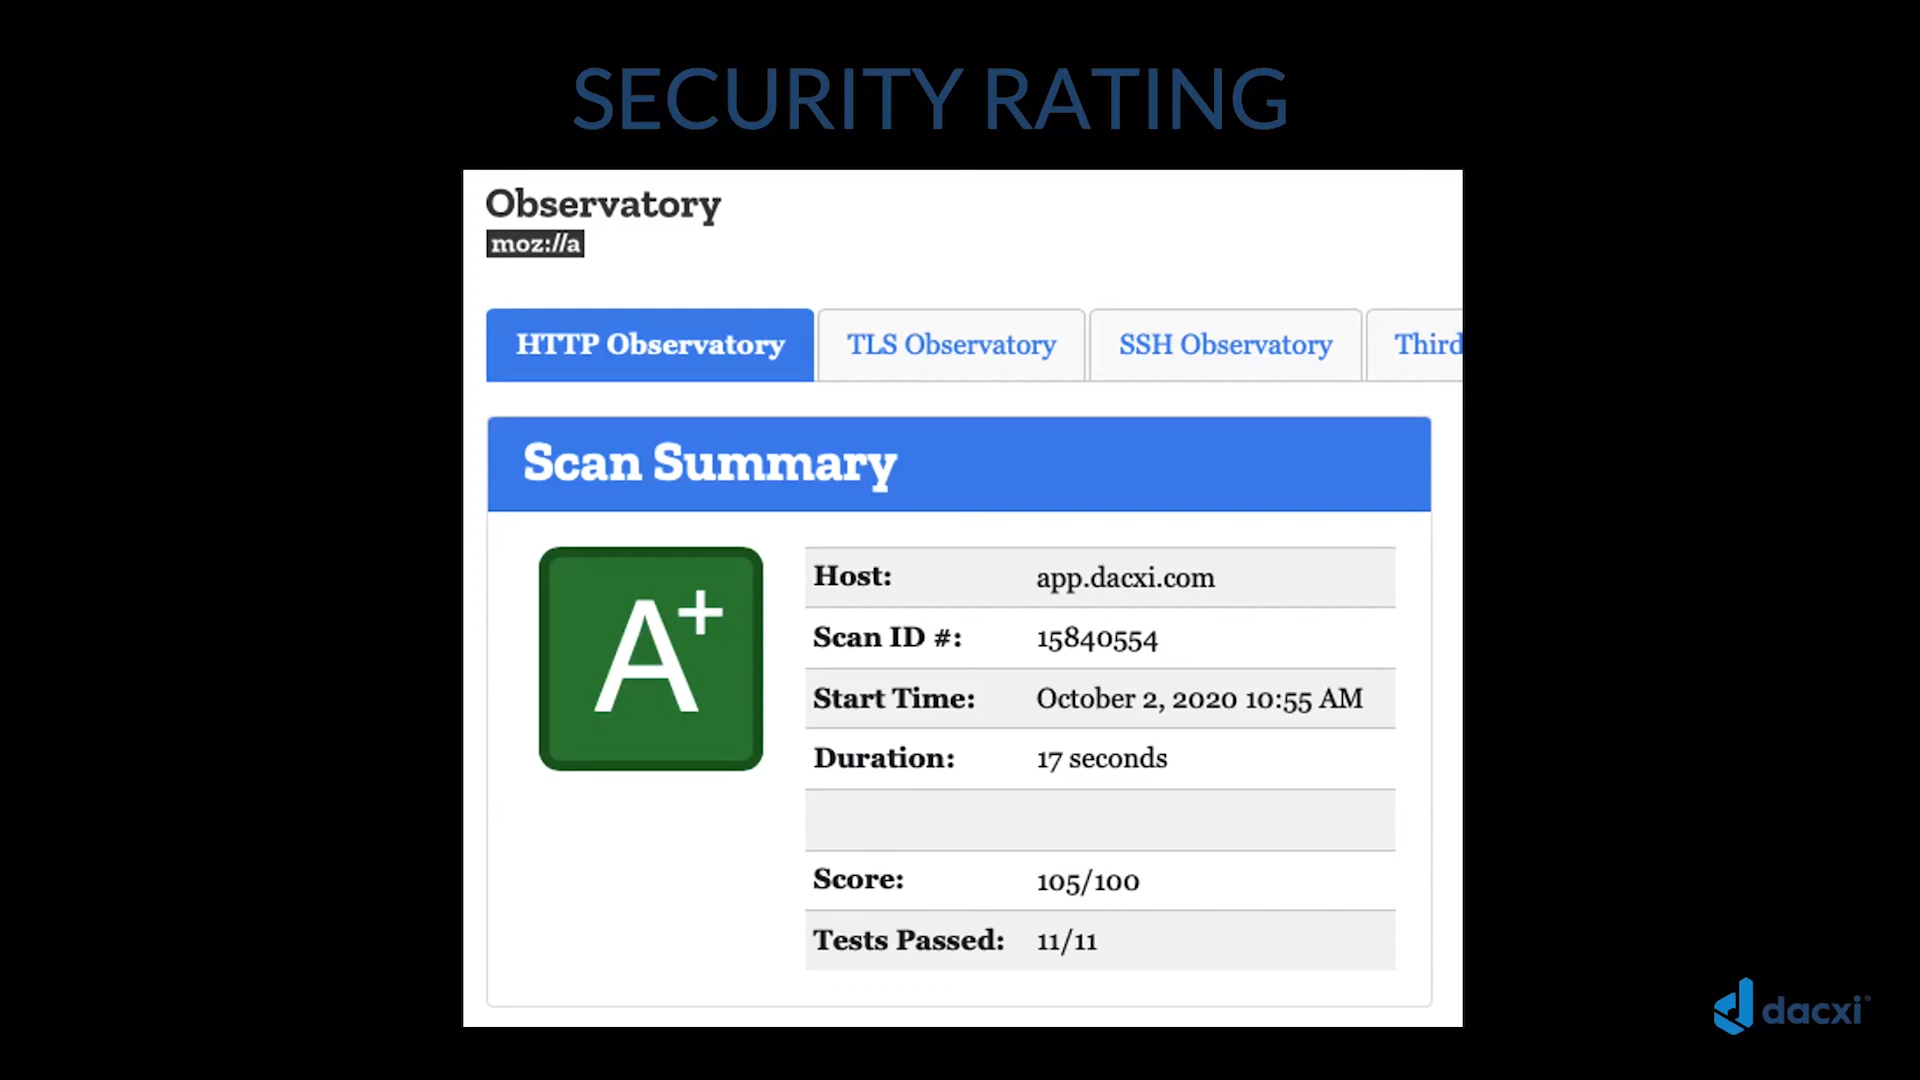 SECURITY RATING
Observatory
moz://a
HTTP Observatory TLS Observatory SSH Observatory Third
Scan Summary
A+
Host: app.dacxi.com
Scan ID #: 15840554
Start Time: October 2, 2020 10:55 AM
Duration: 17 seconds
Score: 105/100
Tests Passed: 11/11
dacxi